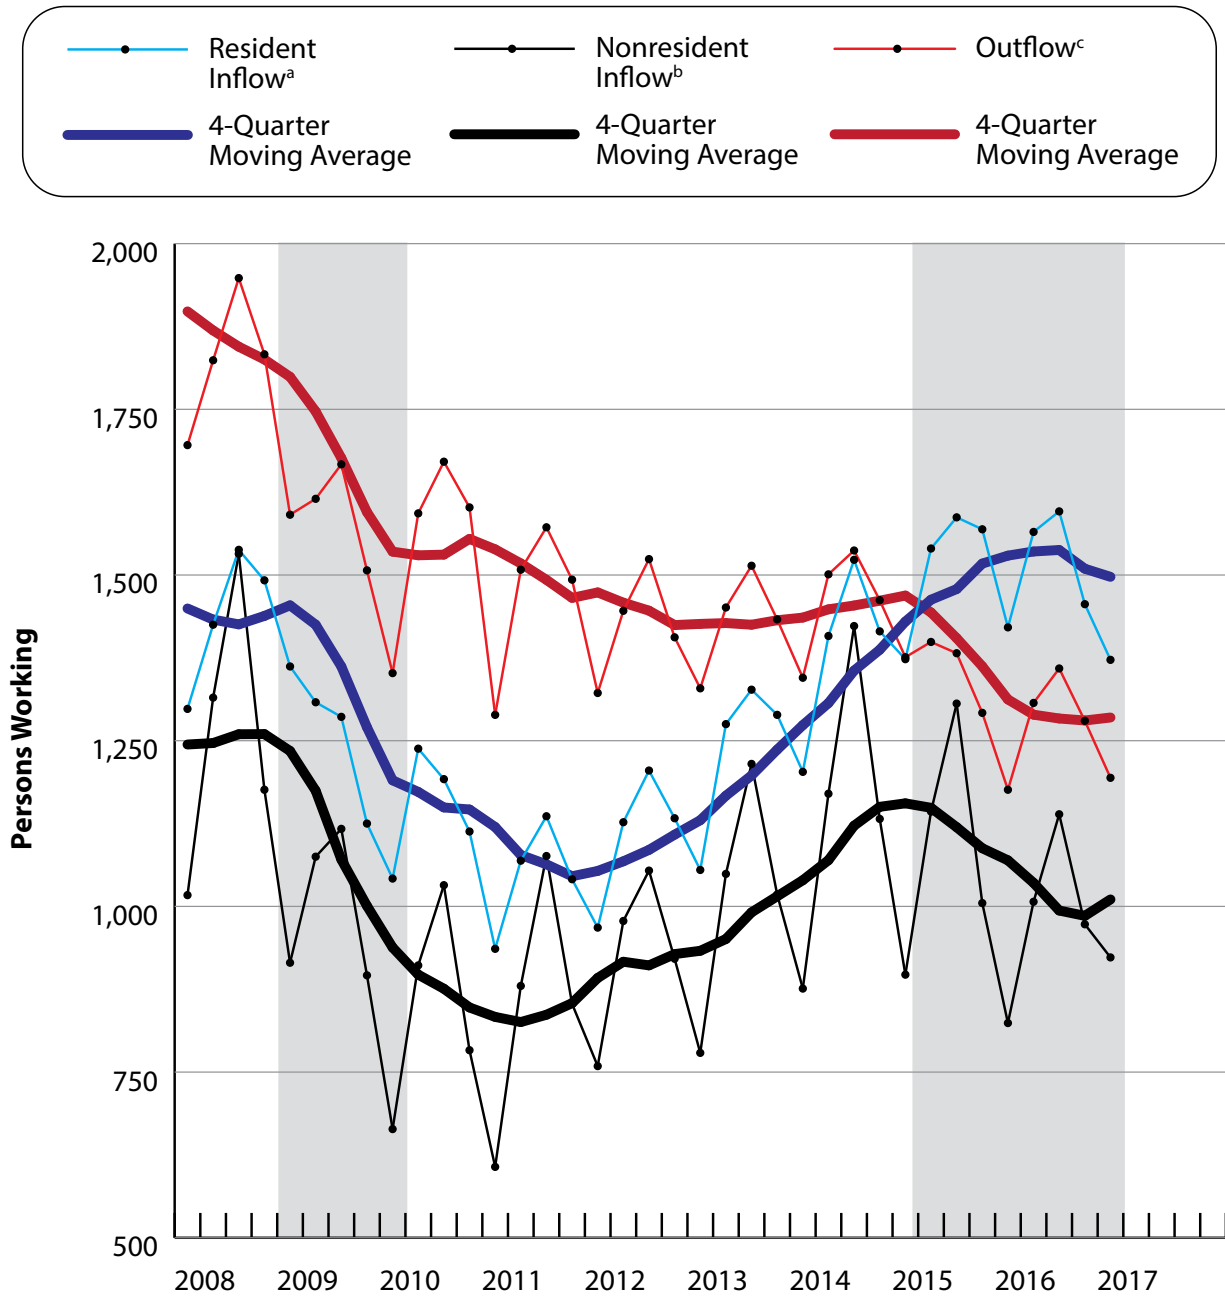 Resident
Inflowᵃ
Nonresident
Inflowᵇ
Outflowᶜ
4-Quarter
Moving Average
4-Quarter
Moving Average
4-Quarter
Moving Average
Persons Working
2,000
1,750
1,500
1,250
1,000
750
500
2008 2009 2010 2011 2012 2013 2014 2015 2016 2017